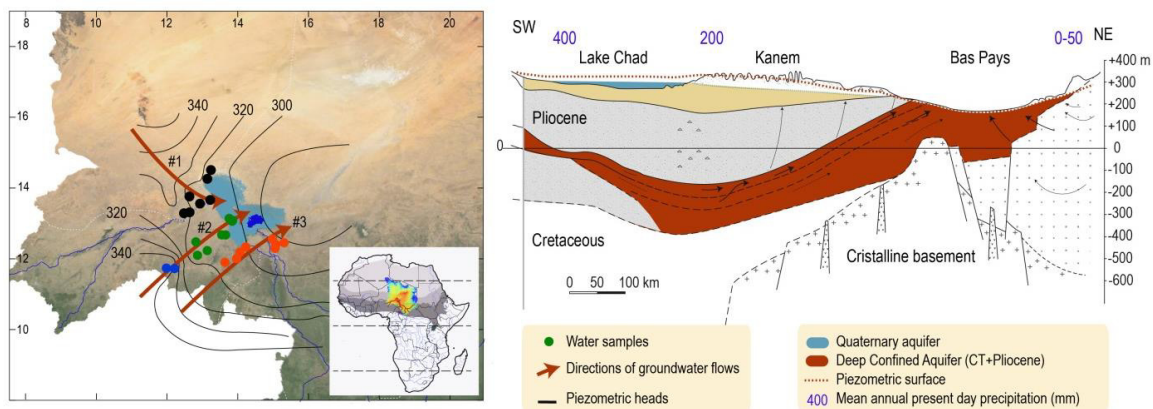 8 10 12 14 16 18 20
18
16
14
12
10
340
320
300
340
#1
320
#2
#3
340
Water samples
Directions of groundwater flows
Piezometric heads
SW
400
200
0-50
NE
Lake Chad
Kanem
Bas Pays
+400 m
+300
+200
+100
0
0
-100
-200
-300
-400
-500
-600
Pliocene
Cretaceous
Cristalline basement
0 50 100 km
Quaternary aquifer
Deep Confined Aquifer (CT+Pliocene)
Piezometric surface
400 Mean annual present day precipitation (mm)